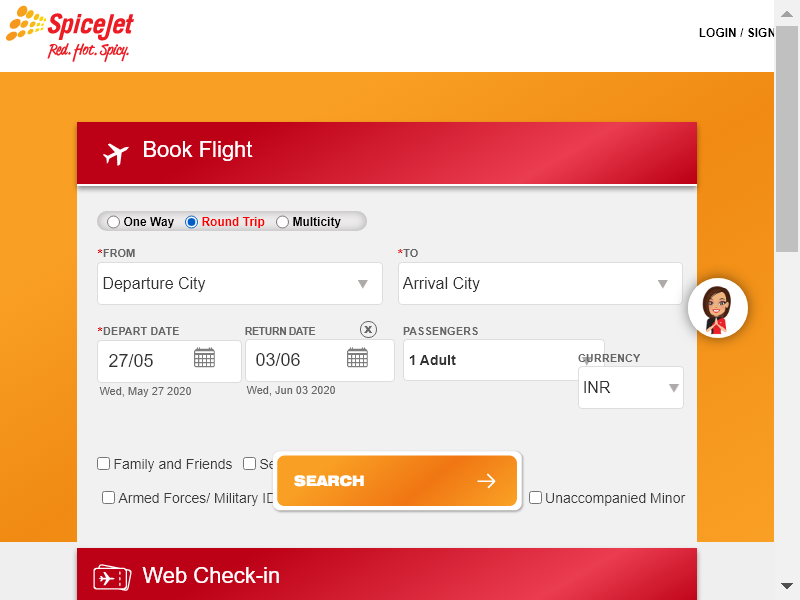 SpiceJet
Red. Hot. Spicy.
LOGIN / SIGN
Book Flight
One Way Round Trip Multicity
*FROM *TO
Departure City Arrival City
*DEPART DATE RETURN DATE PASSENGERS
27/05 03/06 1 Adult
CURRENCY
INR
Wed, May 27 2020 Wed, Jun 03 2020
Family and Friends Se
SEARCH
Armed Forces/ Military ID Unaccompanied Minor
Web Check-in